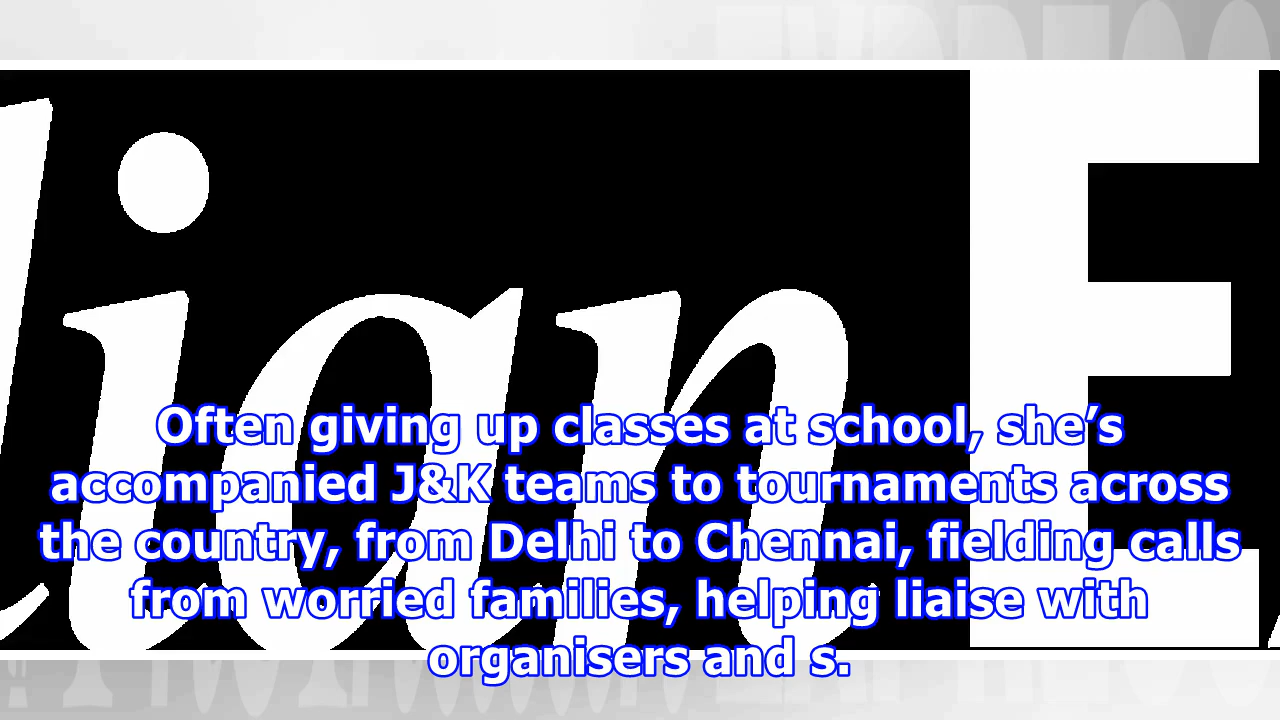 dian E
Often giving up classes at school, she’s
accompanied J&K teams to tournaments across
the country, from Delhi to Chennai, fielding calls
from worried families, helping liaise with
organisers and s.